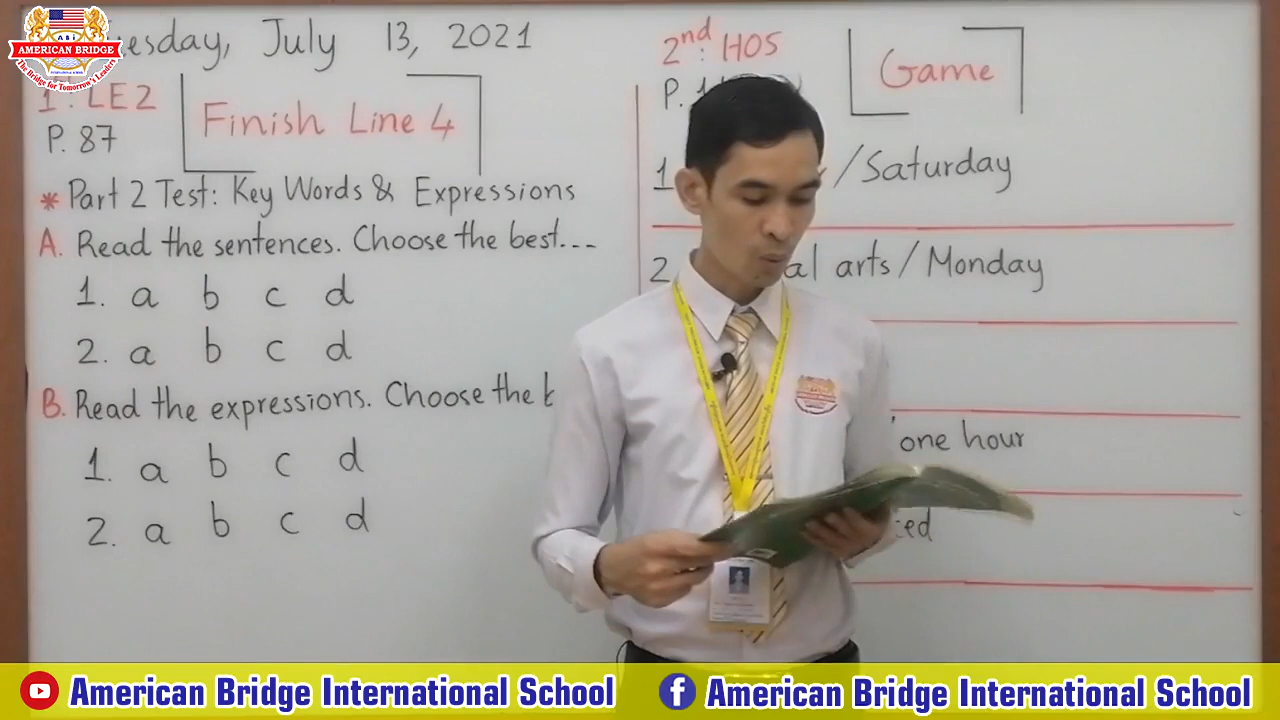 AMERICAN BRIDGE
The Bridge for Tomorrow's Leaders
esday, July 13, 2021
1st: LE2
P. 87
Finish Line 4
* Part 2 Test: Key Words & Expressions
A. Read the sentences. Choose the best...
1. a b c d
2. a b c d
B. Read the expressions. Choose the
1. a b c d
2. a b c d
2nd: HOS
P.
Game
1 / Saturday
2 al arts / Monday
one hour
American Bridge International School
American Bridge International School